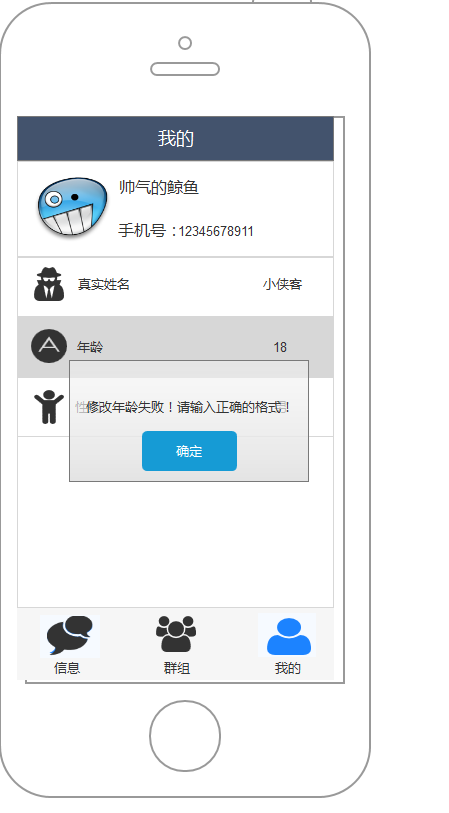 我的
帅气的鲸鱼
手机号：12345678911
真实姓名 小侠客
年龄 18
修改年龄失败！请输入正确的格式！
确定
信息 群组 我的